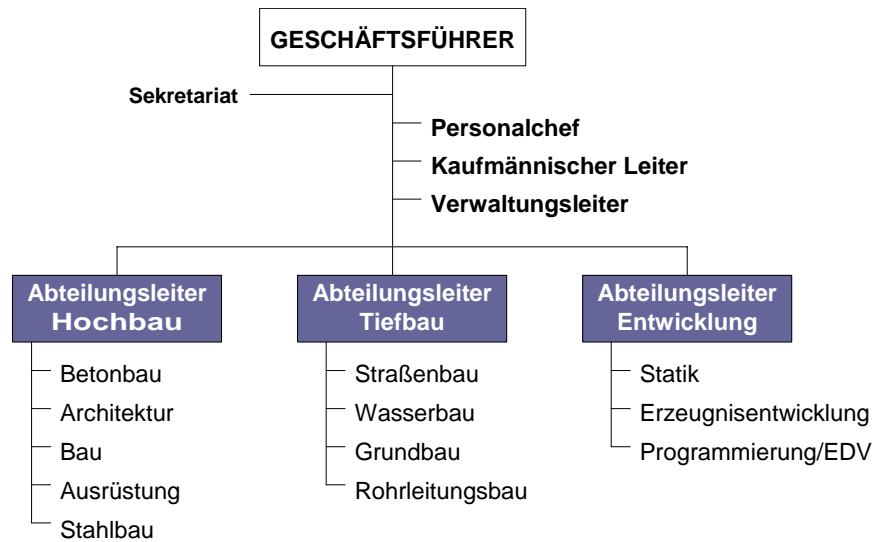 GESCHÄFTSFÜHRER
Sekretariat
Personalchef
Kaufmännischer Leiter
Verwaltungsleiter
Abteilungsleiter
Hochbau
Betonbau
Architektur
Bau
Ausrüstung
Stahlbau
Abteilungsleiter
Tiefbau
Straßenbau
Wasserbau
Grundbau
Rohrleitungsbau
Abteilungsleiter
Entwicklung
Statik
Erzeugnisentwicklung
Programmierung/EDV